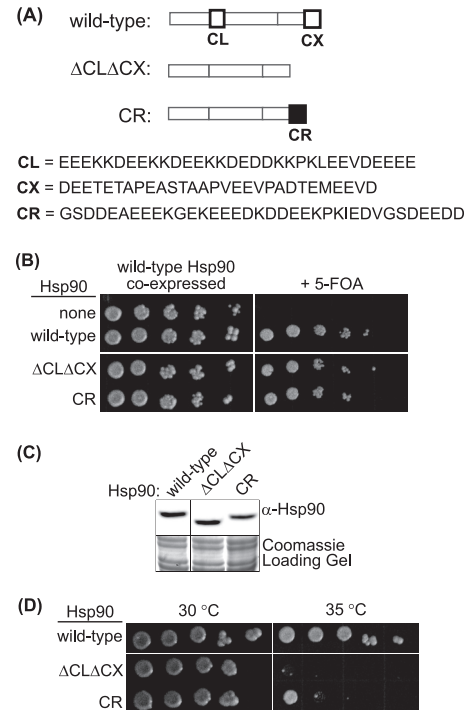 (A)
wild-type:
CL
CX
ΔCLΔCX:
CR:
CR
CL = EEEKKDEEKKDEEKKDEDDKKPKLEEVDEEEE
CX = DEETETAPEASTAAPVEEVPADTEMEEVD
CR = GSDDEAEEEKGEKEEEDKDDEEKPKIEDVGSDEEDD
(B)
Hsp90
wild-type Hsp90
co-expressed
+ 5-FOA
none
wild-type
ΔCLΔCX
CR
(C)
Hsp90:
wild-type
ΔCLΔCX
CR
α-Hsp90
Coomassie
Loading Gel
(D)
Hsp90
30 °C
35 °C
wild-type
ΔCLΔCX
CR